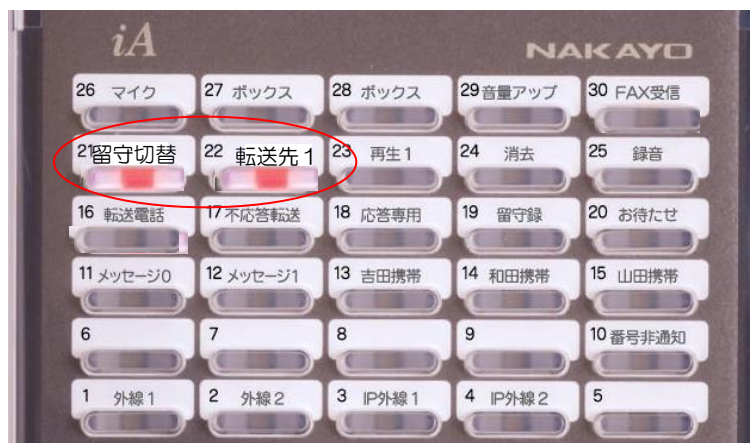 iA NAKAYO
26 マイク 27 ボックス 28 ボックス 29 音量アップ 30 FAX受信
21 留守切替 22 転送先1 23 再生1 24 消去 25 録音
16 転送電話 17 不応答転送 18 応答専用 19 留守録 20 お待たせ
11 メッセージ0 12 メッセージ1 13 吉田携帯 14 和田携帯 15 山田携帯
6 7 8 9 10 番号非通知
1 外線1 2 外線2 3 IP外線1 4 IP外線2 5